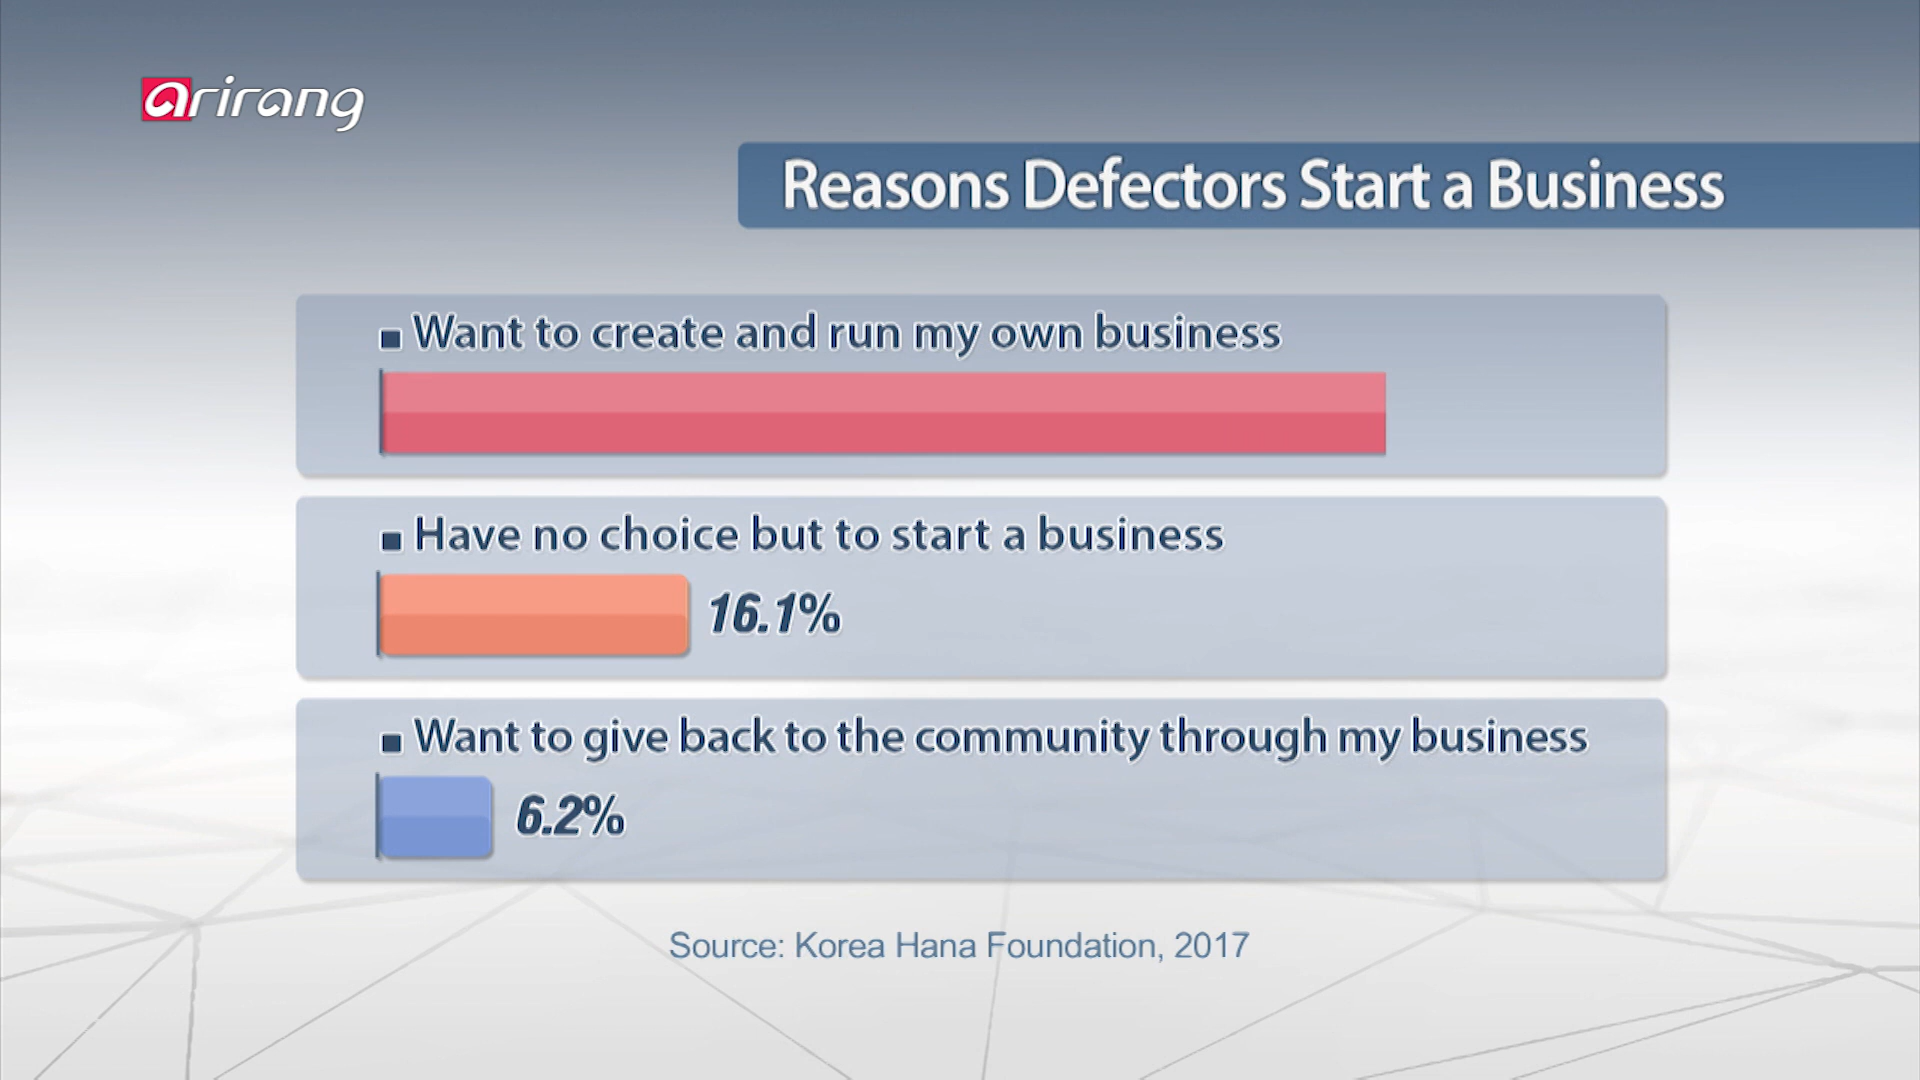 arirang
Reasons Defectors Start a Business
Want to create and run my own business
Have no choice but to start a business
16.1%
Want to give back to the community through my business
6.2%
Source: Korea Hana Foundation, 2017